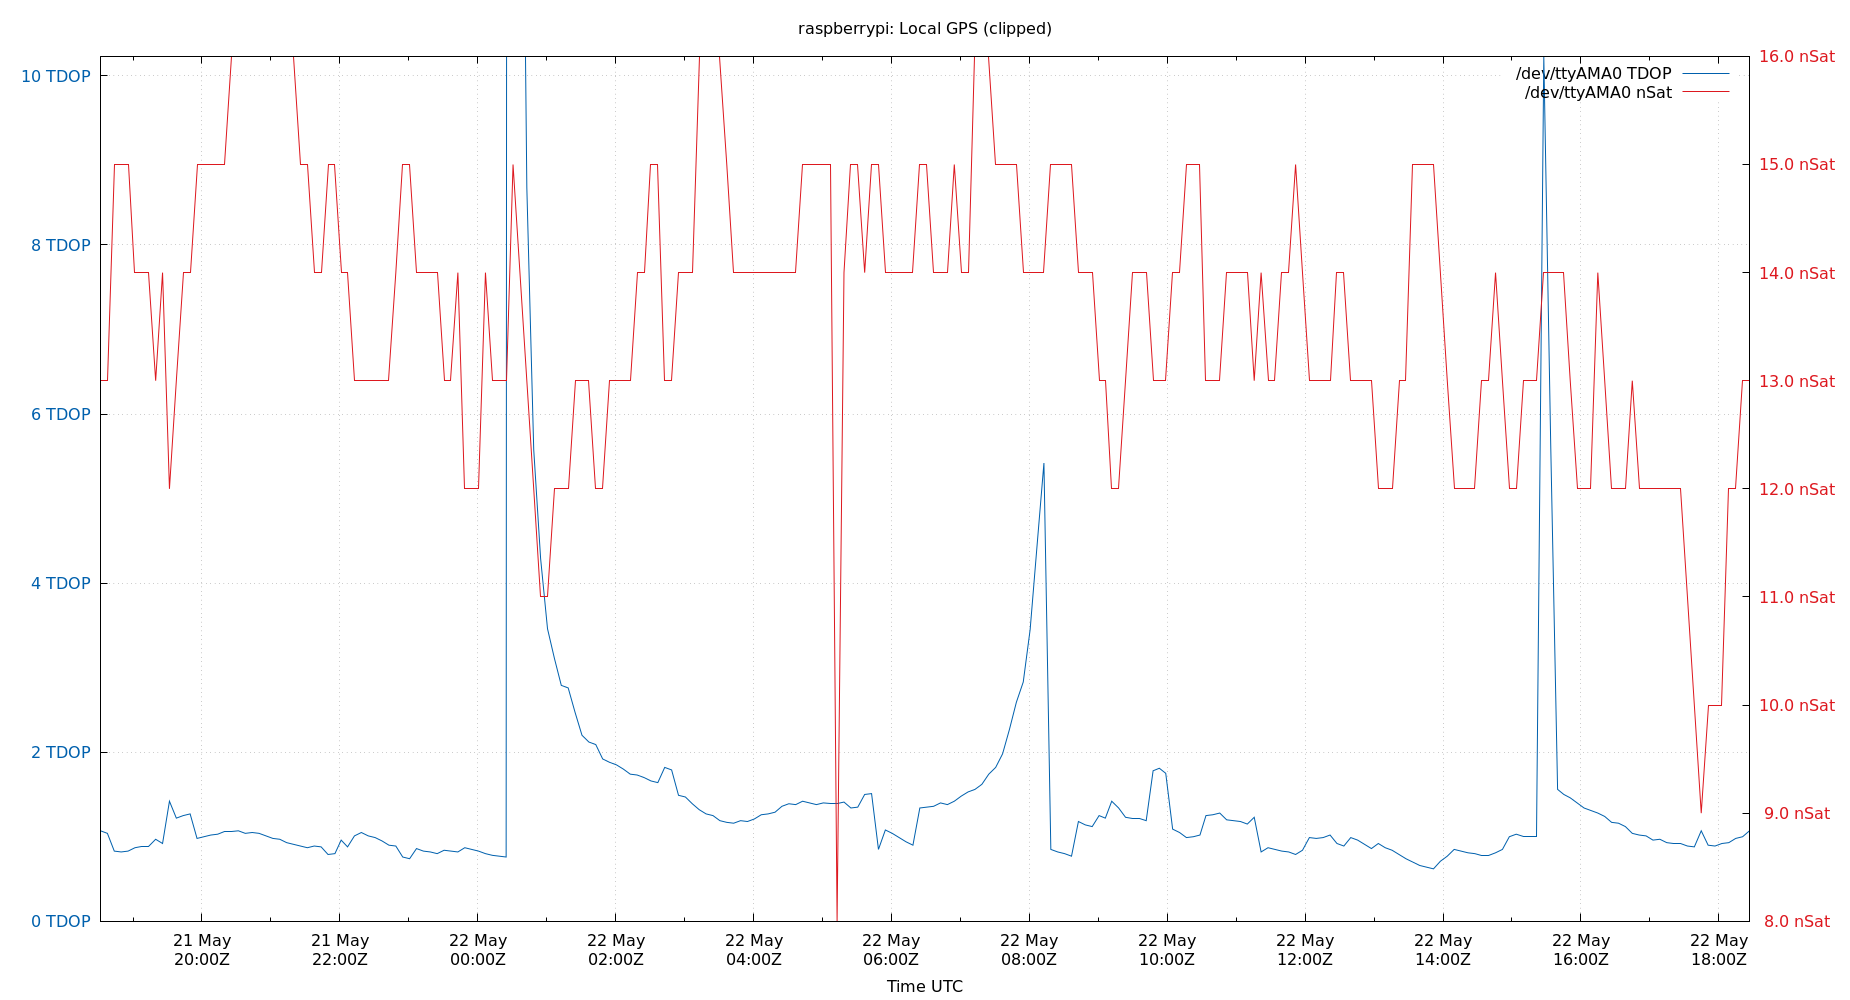 raspberrypi: Local GPS (clipped)
10 TDOP
8 TDOP
6 TDOP
4 TDOP
2 TDOP
0 TDOP
16.0 nSat
15.0 nSat
14.0 nSat
13.0 nSat
12.0 nSat
11.0 nSat
10.0 nSat
9.0 nSat
8.0 nSat
/dev/ttyAMA0 TDOP
/dev/ttyAMA0 nSat
21 May
20:00Z
21 May
22:00Z
22 May
00:00Z
22 May
02:00Z
22 May
04:00Z
22 May
06:00Z
22 May
08:00Z
22 May
10:00Z
22 May
12:00Z
22 May
14:00Z
22 May
16:00Z
22 May
18:00Z
Time UTC